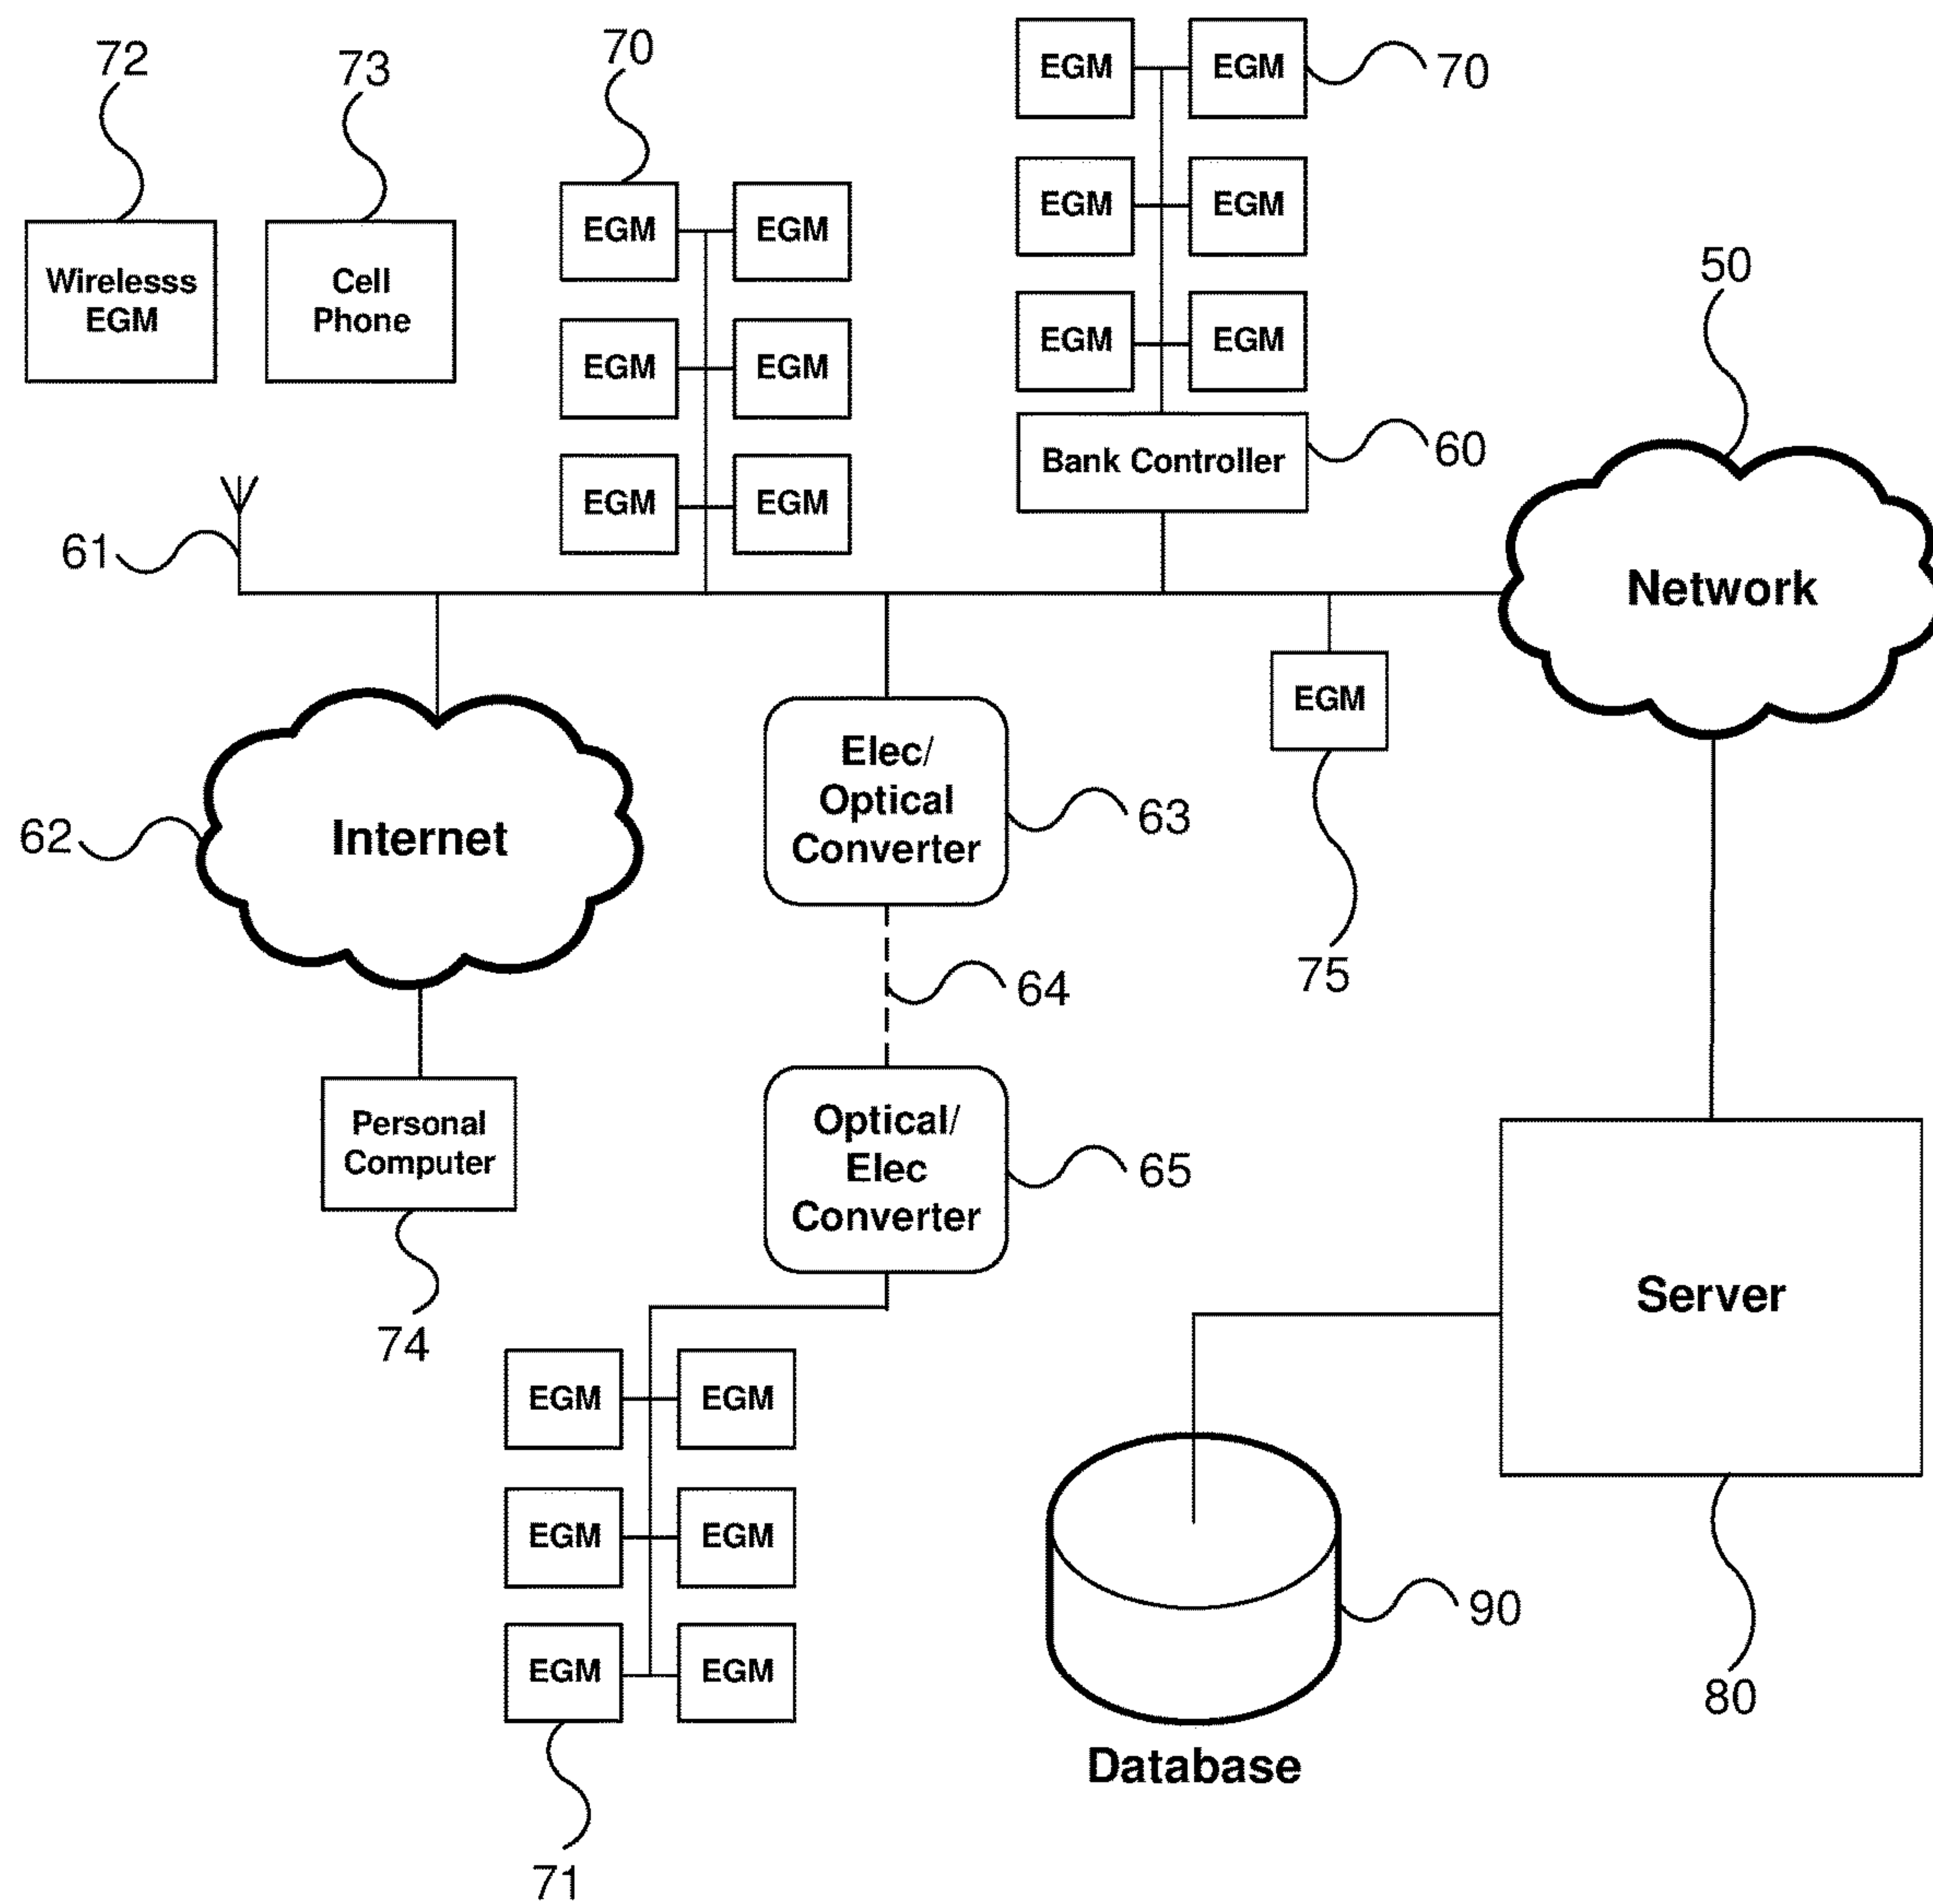 72
73
70
EGM EGM
70
Wirelesss
EGM
Cell
Phone
EGM EGM
EGM EGM
EGM EGM
EGM EGM
EGM EGM
50
Bank Controller
60
61
Network
EGM
75
62
Internet
Elec/
Optical
Converter
63
64
Personal
Computer
74
Optical/
Elec
Converter
65
Server
80
EGM EGM
EGM EGM
EGM EGM
71
90
Database